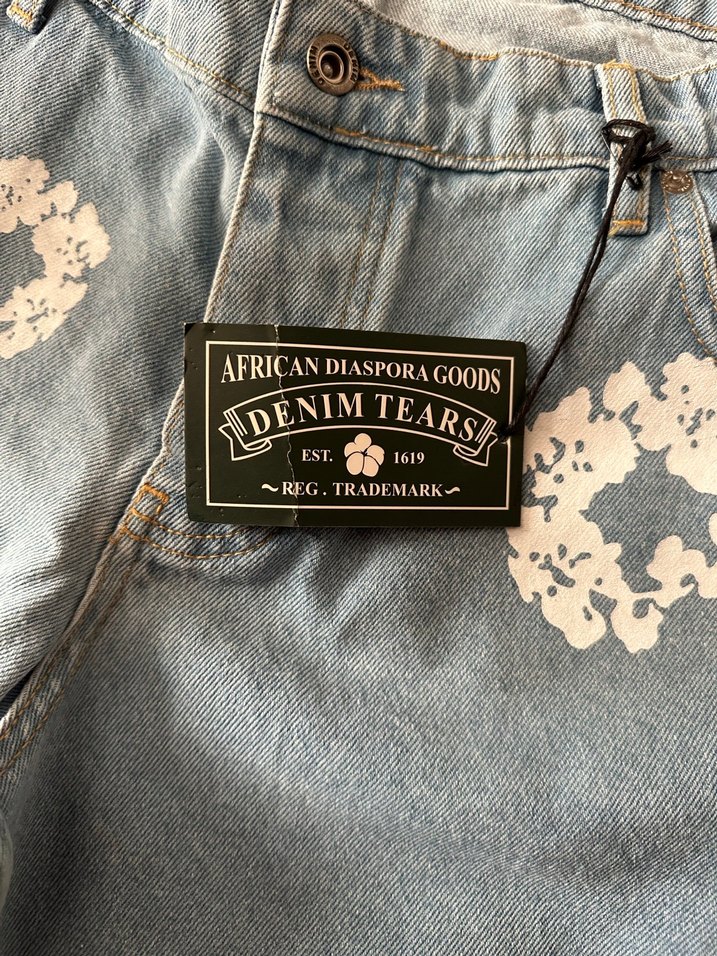 AFRICAN DIASPORA GOODS
DENIM TEARS
EST. 1619
~REG. TRADEMARK~